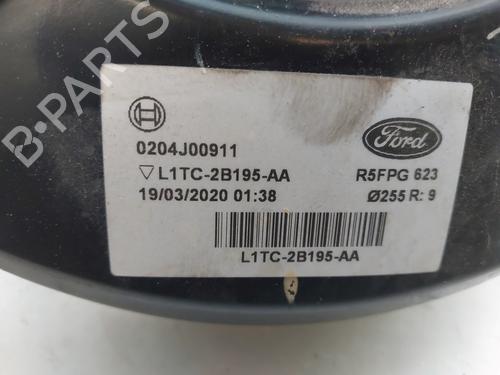 B-PARTS
0204J00911
Ford
▽L1TC-2B195-AA R5FPG 623
19/03/2020 01:38 Ø255 R: 9
L1TC-2B195-AA